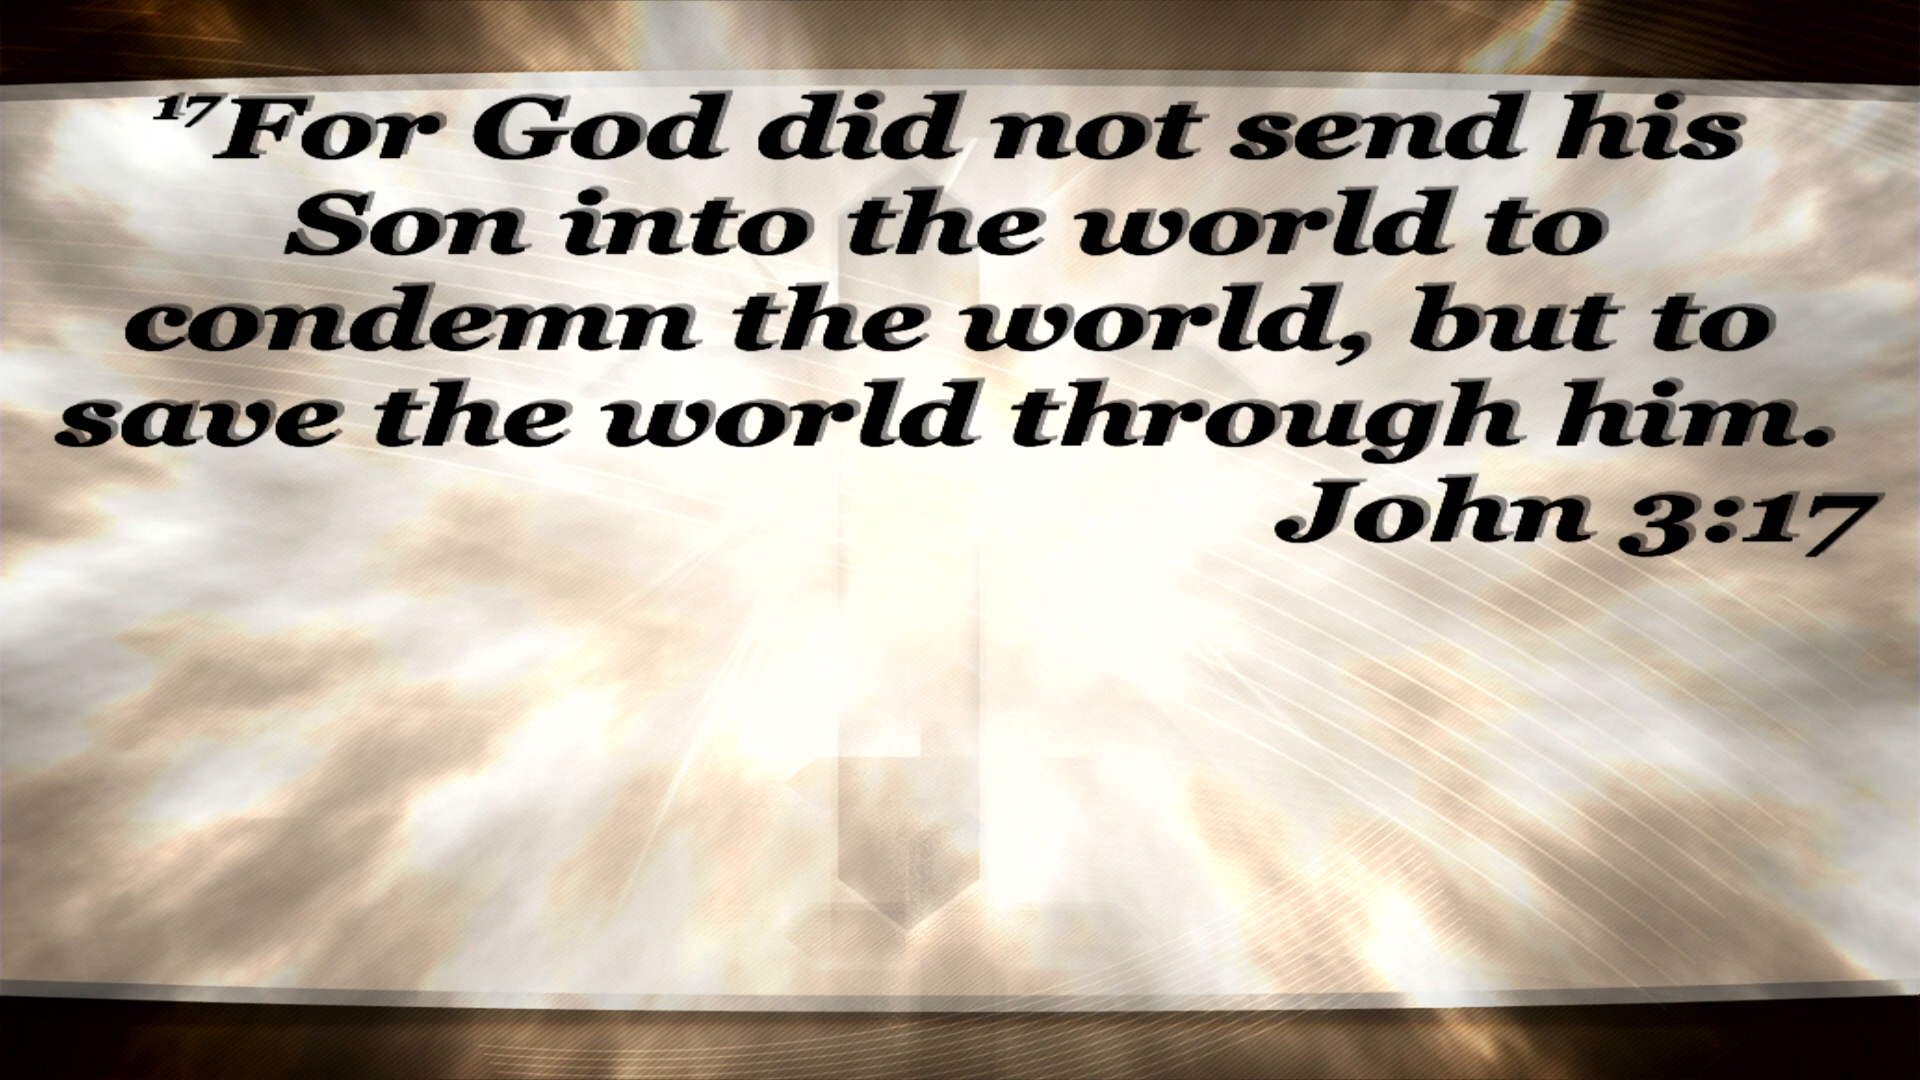 ¹⁷For God did not send his
Son into the world to
condemn the world, but to
save the world through him.
John 3:17